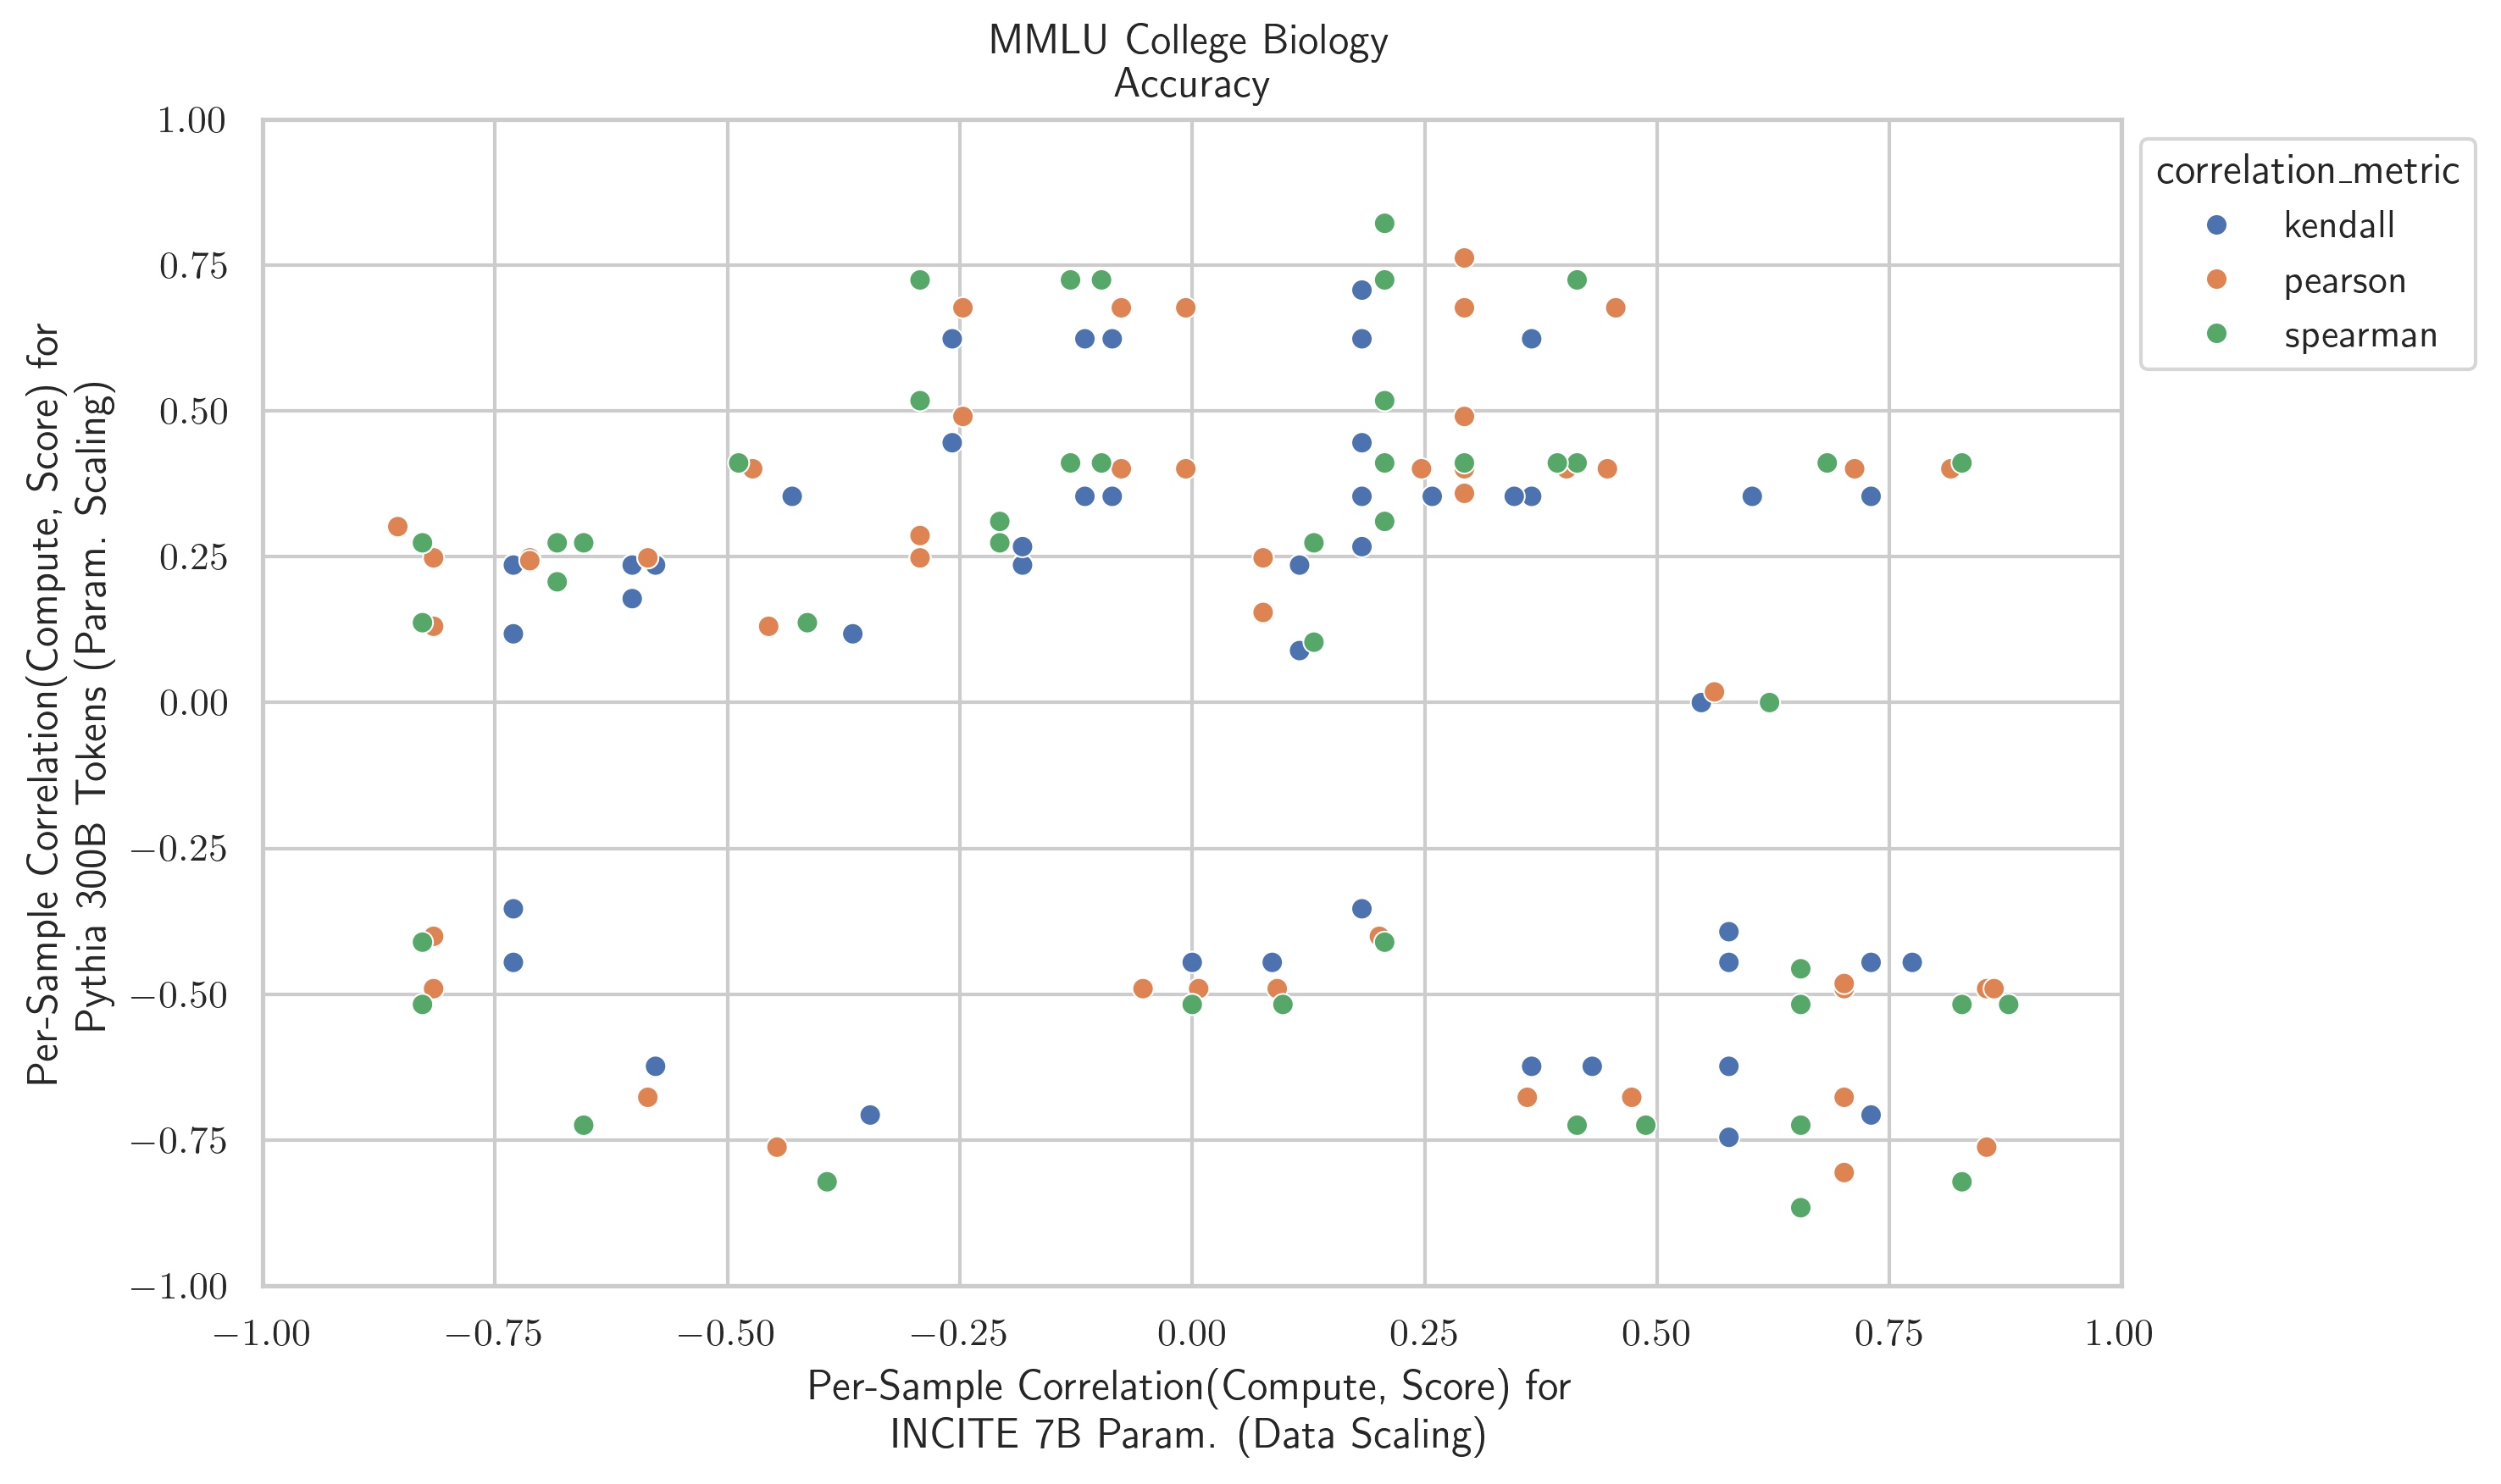 MMLU College Biology
Accuracy
1.00
0.75
0.50
0.25
0.00
−0.25
−0.50
−0.75
−1.00
Per-Sample Correlation(Compute, Score) for
Pythia 300B Tokens (Param. Scaling)
correlation_metric
kendall
pearson
spearman
−1.00 −0.75 −0.50 −0.25 0.00 0.25 0.50 0.75 1.00
Per-Sample Correlation(Compute, Score) for
INCITE 7B Param. (Data Scaling)